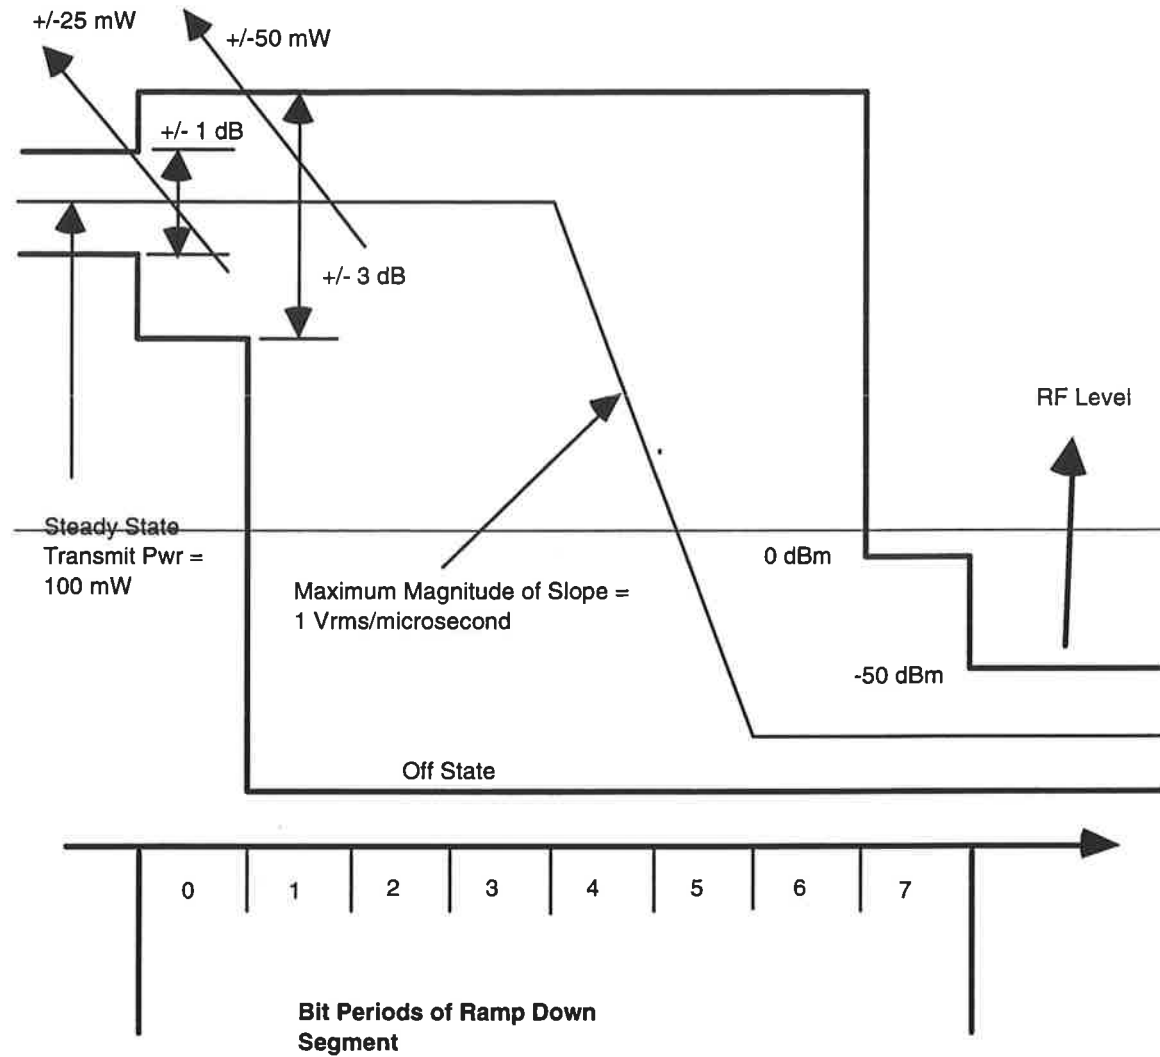 +/-25 mW
+/-50 mW
+/- 1 dB
+/- 3 dB
RF Level
Steady State
Transmit Pwr =
100 mW
0 dBm
Maximum Magnitude of Slope =
1 Vrms/microsecond
-50 dBm
Off State
0 1 2 3 4 5 6 7
Bit Periods of Ramp Down
Segment